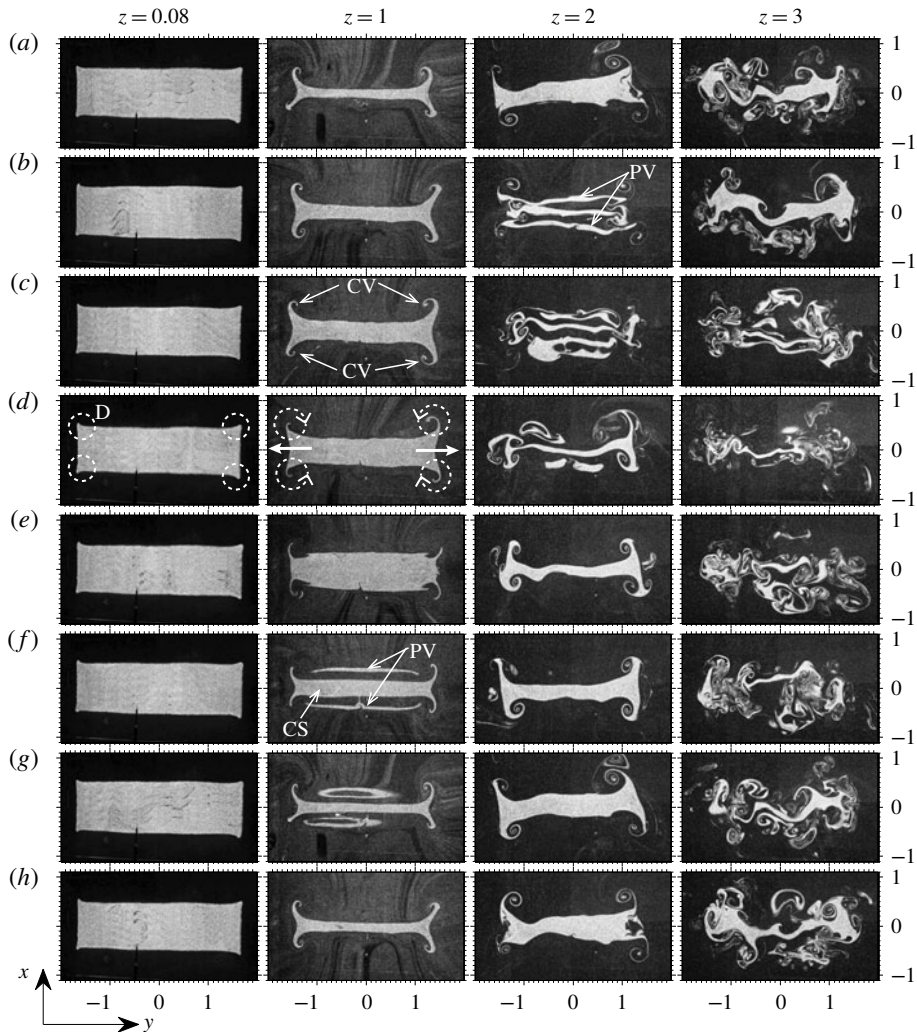 z = 0.08 z = 1 z = 2 z = 3
(a) 1
0
−1
(b) PV 1
0
−1
(c) CV 1
0
CV −1
(d) D 1
0
−1
(e) 1
0
−1
(f) PV 1
0
CS −1
(g) 1
0
−1
(h) 1
0
−1
x
y −1 0 1 −1 0 1 −1 0 1 −1 0 1